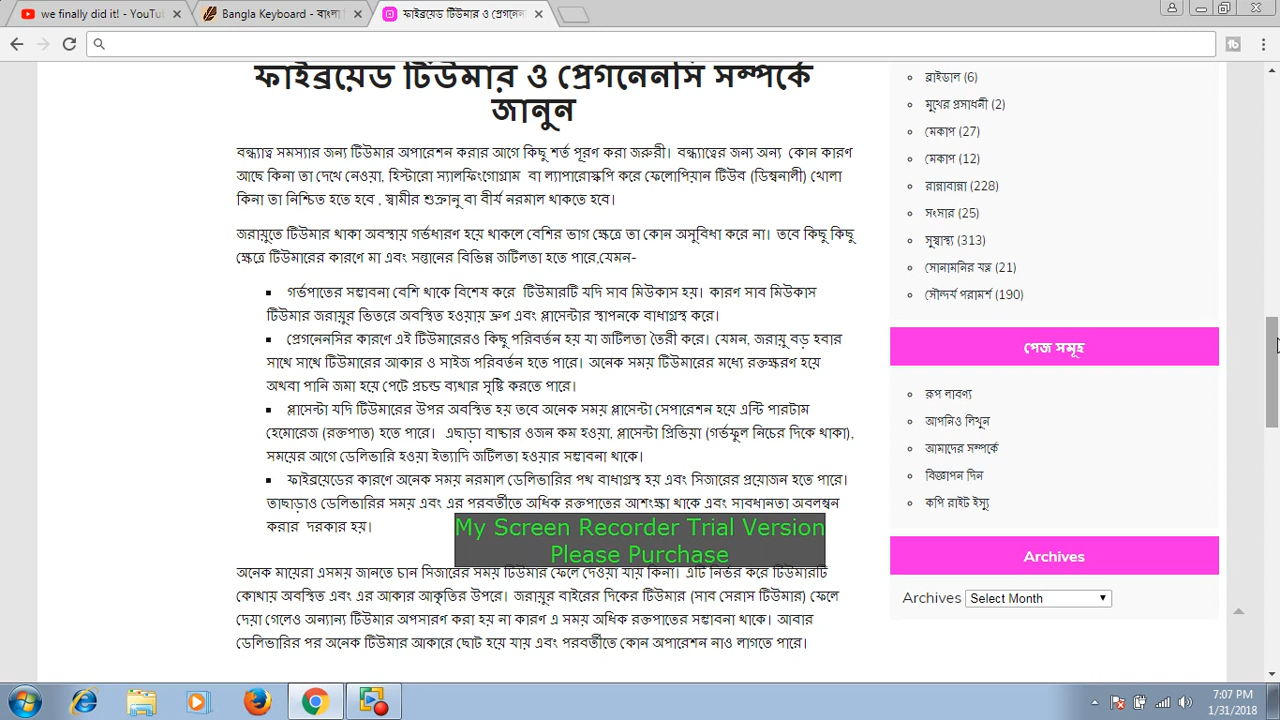 we finally did it! - YouTu
Bangla Keyboard - বাংলা
ফাইব্রয়েড টিউমার ও প্রেগনেন
ফাইব্রয়েড টিউমার ও প্রেগনেনসি সম্পর্কে
জানুন
বন্ধ্যাত্ব সমস্যার জন্য টিউমার অপারেশন করার আগে কিছু শর্ত পূরণ করা জরুরী। বন্ধ্যাত্বের জন্য অন্য কোন কারণ
আছে কিনা তা দেখে নেওয়া, হিস্টারো স্যালফিংগোগ্রাম বা ল্যাপারোস্কপি করে ফেলোপিয়ান টিউব (ডিম্বনালী) খোলা
কিনা তা নিশ্চিত হতে হবে , স্বামীর শুক্রানু বা বীর্য নরমাল থাকতে হবে।
জরায়ুতে টিউমার থাকা অবস্থায় গর্ভধারণ হয়ে থাকলে বেশির ভাগ ক্ষেত্রে তা কোন অসুবিধা করে না। তবে কিছু কিছু
ক্ষেত্রে টিউমারের কারণে মা এবং সন্তানের বিভিন্ন জটিলতা হতে পারে,যেমন-
▪ গর্ভপাতের সম্ভাবনা বেশি থাকে বিশেষ করে টিউমারটি যদি সাব মিউকাস হয়। কারণ সাব মিউকাস
টিউমার জরায়ুর ভিতরে অবস্থিত হওয়ায় ভ্রুণ এবং প্লাসেন্টার স্থাপনকে বাধাগ্রস্থ করে।
▪ প্রেগনেনসির কারণে এই টিউমারেরও কিছু পরিবর্তন হয় যা জটিলতা তৈরী করে। যেমন, জরায়ু বড় হবার
সাথে সাথে টিউমারের আকার ও সাইজ পরিবর্তন হতে পারে। অনেক সময় টিউমারের মধ্যে রক্তক্ষরণ হয়ে
অথবা পানি জমা হয়ে পেটে প্রচন্ড ব্যথার সৃষ্টি করতে পারে।
▪ প্লাসেন্টা যদি টিউমারের উপর অবস্থিত হয় তবে অনেক সময় প্লাসেন্টা সেপারেশন হয়ে এন্টি পারটাম
হেমোরেজ (রক্তপাত) হতে পারে। এছাড়া বাচ্চার ওজন কম হওয়া, প্লাসেন্টা প্রিভিয়া (গর্ভফুল নিচের দিকে থাকা),
সময়ের আগে ডেলিভারি হওয়া ইত্যাদি জটিলতা হওয়ার সম্ভাবনা থাকে।
▪ ফাইব্রয়েডের কারণে অনেক সময় নরমাল ডেলিভারির পথ বাধাগ্রস্থ হয় এবং সিজারের প্রয়োজন হতে পারে।
তাছাড়াও ডেলিভারির সময় এবং এর পরবর্তীতে অধিক রক্তপাতের আশংঙ্কা থাকে এবং সাবধানতা অবলম্বন
করার দরকার হয়।
My Screen Recorder Trial Version
Please Purchase
অনেক মায়েরা এসময় জানতে চান সিজারের সময় টিউমার ফেলে দেওয়া যায় কিনা। এটি নির্ভর করে টিউমারটি
কোথায় অবস্থিত এবং এর আকার আকৃতির উপরে। জরায়ুর বাইরের দিকের টিউমার (সাব সেরাস টিউমার) ফেলে
দেয়া গেলেও অন্যান্য টিউমার অপসারণ করা হয় না কারণ এ সময় অধিক রক্তপাতের সম্ভবনা থাকে। আবার
ডেলিভারির পর অনেক টিউমার আকারে ছোট হয়ে যায় এবং পরবর্তীতে কোন অপারেশন নাও লাগতে পারে।
ব্রাইডাল (6)
মুখের প্রসাধনী (2)
মেকাপ (27)
মেকাপ (12)
রান্নাবান্না (228)
সংসার (25)
সুস্বাস্থ্য (313)
সোনামনির যত্ন (21)
সৌন্দর্য পরামর্শ (190)
পেজ সমূহ
রূপ লাবণ্য
আপনিও লিখুন
আমাদের সম্পর্কে
বিজ্ঞাপন দিন
কপি রাইট ইস্যু
Archives
Archives Select Month
7:07 PM
1/31/2018